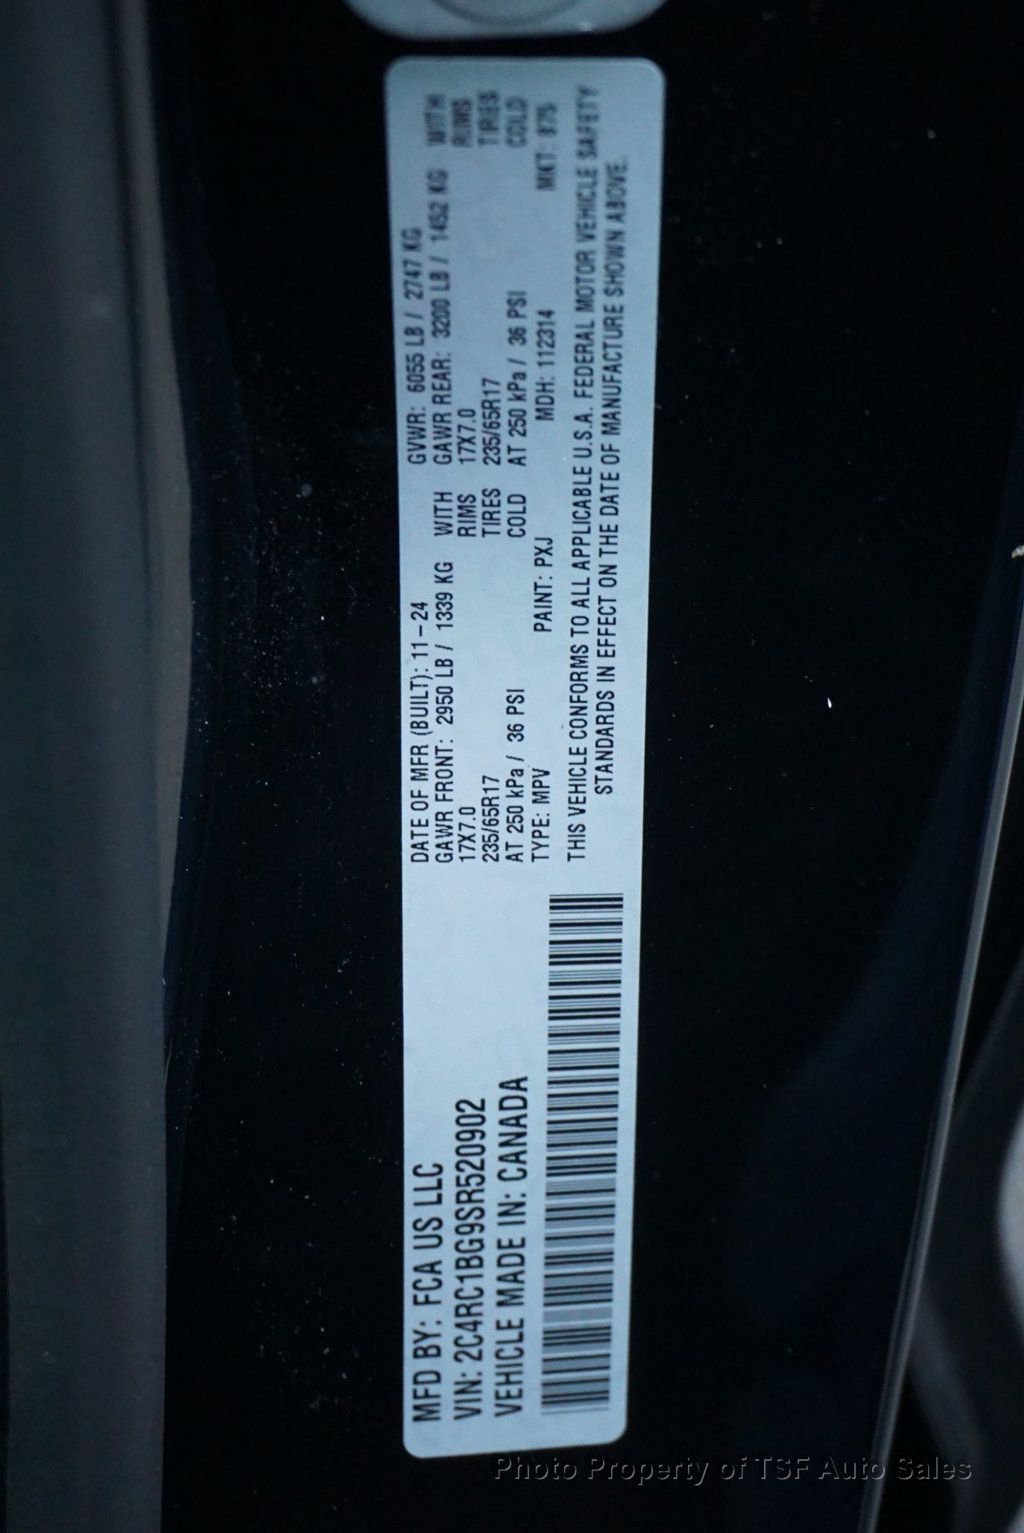 MFD BY: FCA US LLC
VIN: 2C4RC1BG9SR520902
VEHICLE MADE IN: CANADA
DATE OF MFR (BUILT): 11-24 GVWR: 6055 LB / 2747 KG
GAWR FRONT: 2950 LB / 1339 KG WITH GAWR REAR: 3200 LB / 1452 KG WITH
17X7.0 RIMS 17X7.0 RIMS
235/65R17 TIRES 235/65R17 TIRES
AT 250 kPa / 36 PSI COLD AT 250 kPa / 36 PSI COLD
TYPE: MPV PAINT: PXJ MDH: 112314 MKT: 875
THIS VEHICLE CONFORMS TO ALL APPLICABLE U.S.A. FEDERAL MOTOR VEHICLE SAFETY
STANDARDS IN EFFECT ON THE DATE OF MANUFACTURE SHOWN ABOVE.
Photo Property of TSF Auto Sales